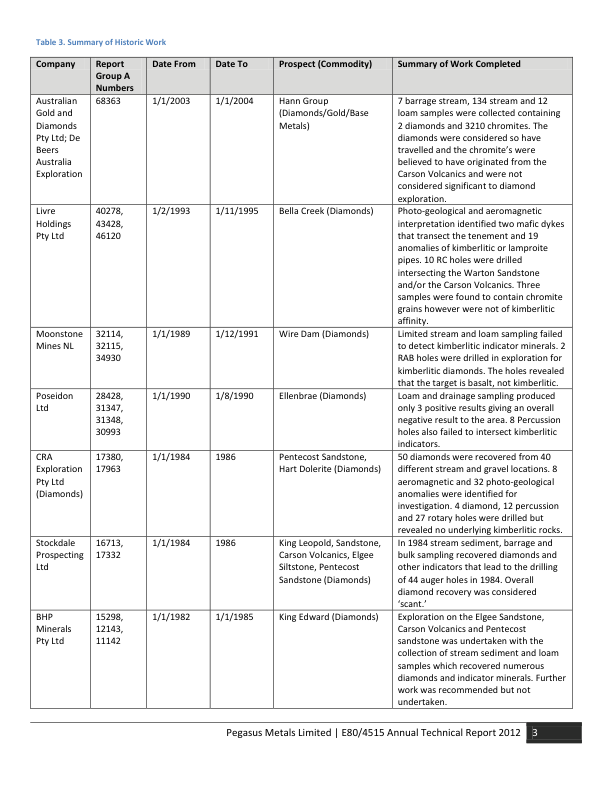 Table 3. Summary of Historic Work
Company
Report Group A Numbers
Date From
Date To
Prospect (Commodity)
Summary of Work Completed
Australian
Gold and
Diamonds
Pty Ltd; De
Beers
Australia
Exploration
68363
1/1/2003
1/1/2004
Hann Group
(Diamonds/Gold/Base
Metals)
7 barrage stream, 134 stream and 12
loam samples were collected containing
2 diamonds and 3210 chromites. The
diamonds were considered so have
travelled and the chromite's were
believed to have originated from the
Carson Volcanics and were not
considered significant to diamond
exploration.
Livre
Holdings
Pty Ltd
40278,
43428,
46120
1/2/1993
1/11/1995
Bella Creek (Diamonds)
Photo-geological and aeromagnetic
interpretation identified two mafic dykes
that transect the tenement and 19
anomalies of kimberlitic or lamproite
pipes. 10 RC holes were drilled
intersecting the Warton Sandstone
and/or the Carson Volcanics. Three
samples were found to contain chromite
grains however were not of kimberlitic
affinity.
Moonstone
Mines NL
32114,
32115,
34930
1/1/1989
1/12/1991
Wire Dam (Diamonds)
Limited stream and loam sampling failed
to detect kimberlitic indicator minerals. 2
RAB holes were drilled in exploration for
kimberlitic diamonds. The holes revealed
that the target is basalt, not kimberlitic.
Poseidon
Ltd
28428,
31347,
31348,
30993
1/1/1990
1/8/1990
Ellenbrae (Diamonds)
Loam and drainage sampling produced
only 3 positive results giving an overall
negative result to the area. 8 Percussion
holes also failed to intersect kimberlitic
indicators.
CRA
Exploration
Pty Ltd
(Diamonds)
17380,
17963
1/1/1984
1986
Pentecost Sandstone,
Hart Dolerite (Diamonds)
50 diamonds were recovered from 40
different stream and gravel locations. 8
aeromagnetic and 32 photo-geological
anomalies were identified for
investigation. 4 diamond, 12 percussion
and 27 rotary holes were drilled but
revealed no underlying kimberlitic rocks.
Stockdale
Prospecting
Ltd
16713,
17332
1/1/1984
1986
King Leopold, Sandstone,
Carson Volcanics, Elgee
Siltstone, Pentecost
Sandstone (Diamonds)
In 1984 stream sediment, barrage and
bulk sampling recovered diamonds and
other indicators that lead to the drilling
of 44 auger holes in 1984. Overall
diamond recovery was considered
'scant.'
BHP
Minerals
Pty Ltd
15298,
12143,
11142
1/1/1982
1/1/1985
King Edward (Diamonds)
Exploration on the Elgee Sandstone,
Carson Volcanics and Pentecost
sandstone was undertaken with the
collection of stream sediment and loam
samples which recovered numerous
diamonds and indicator minerals. Further
work was recommended but not
undertaken.
Pegasus Metals Limited | E80/4515 Annual Technical Report 2012 3